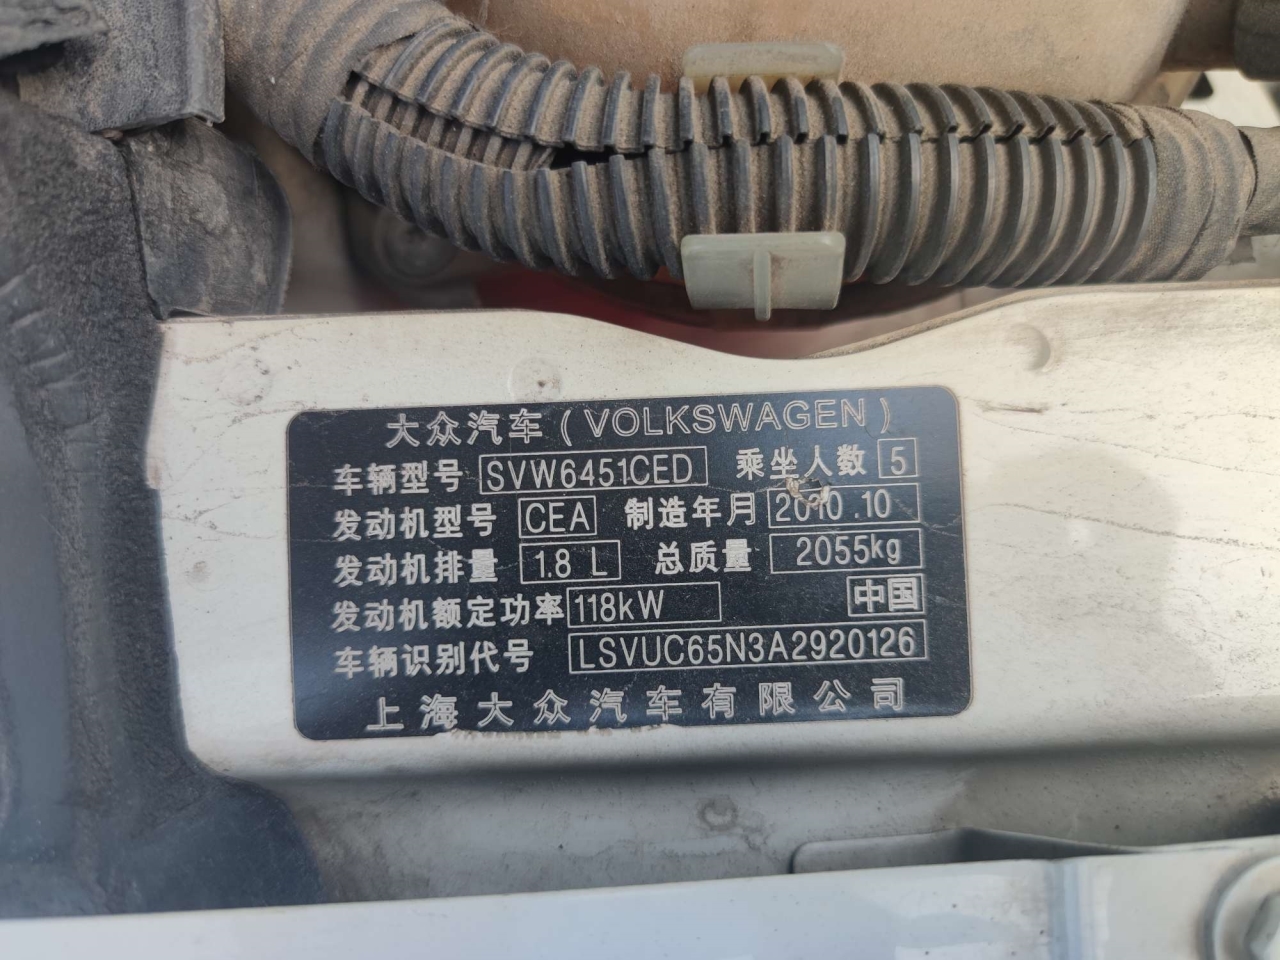 大众汽车(VOLKSWAGEN)
车辆型号 SVW6451CED 乘坐人数 5
发动机型号 CEA 制造年月 2010.10
发动机排量 1.8 L 总质量 2055kg
发动机额定功率 118kW 中国
车辆识别代号 LSVUC65N3A2920126
上海大众汽车有限公司